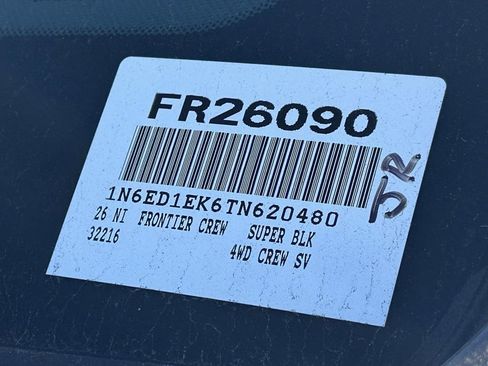 FR26090
1N6ED1EK6TN620480
26 NI FRONTIER CREW SUPER BLK
32216 4WD CREW SV
JR